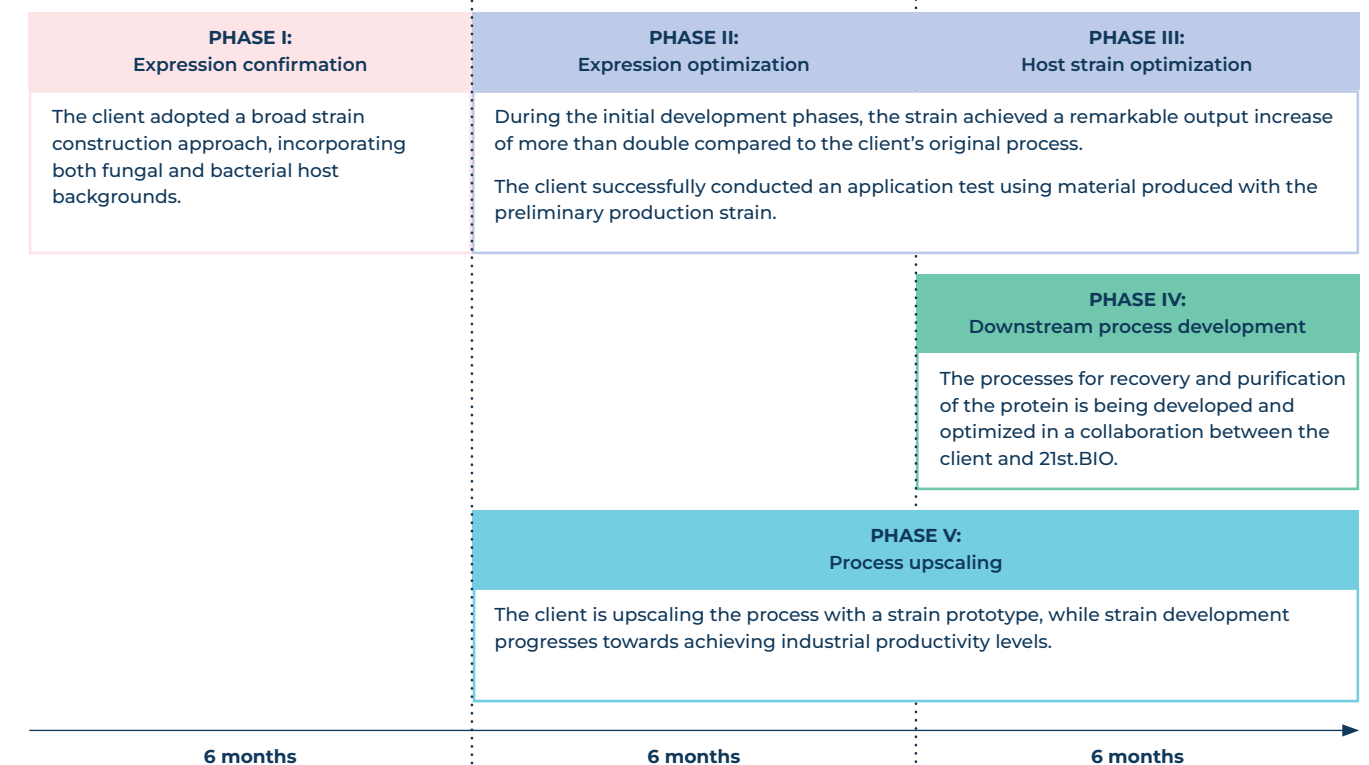 PHASE I:
Expression confirmation
The client adopted a broad strain
construction approach, incorporating
both fungal and bacterial host
backgrounds.
PHASE II:
Expression optimization
PHASE III:
Host strain optimization
During the initial development phases, the strain achieved a remarkable output increase
of more than double compared to the client’s original process.
The client successfully conducted an application test using material produced with the
preliminary production strain.
PHASE IV:
Downstream process development
The processes for recovery and purification
of the protein is being developed and
optimized in a collaboration between the
client and 21st.BIO.
PHASE V:
Process upscaling
The client is upscaling the process with a strain prototype, while strain development
progresses towards achieving industrial productivity levels.
6 months
6 months
6 months